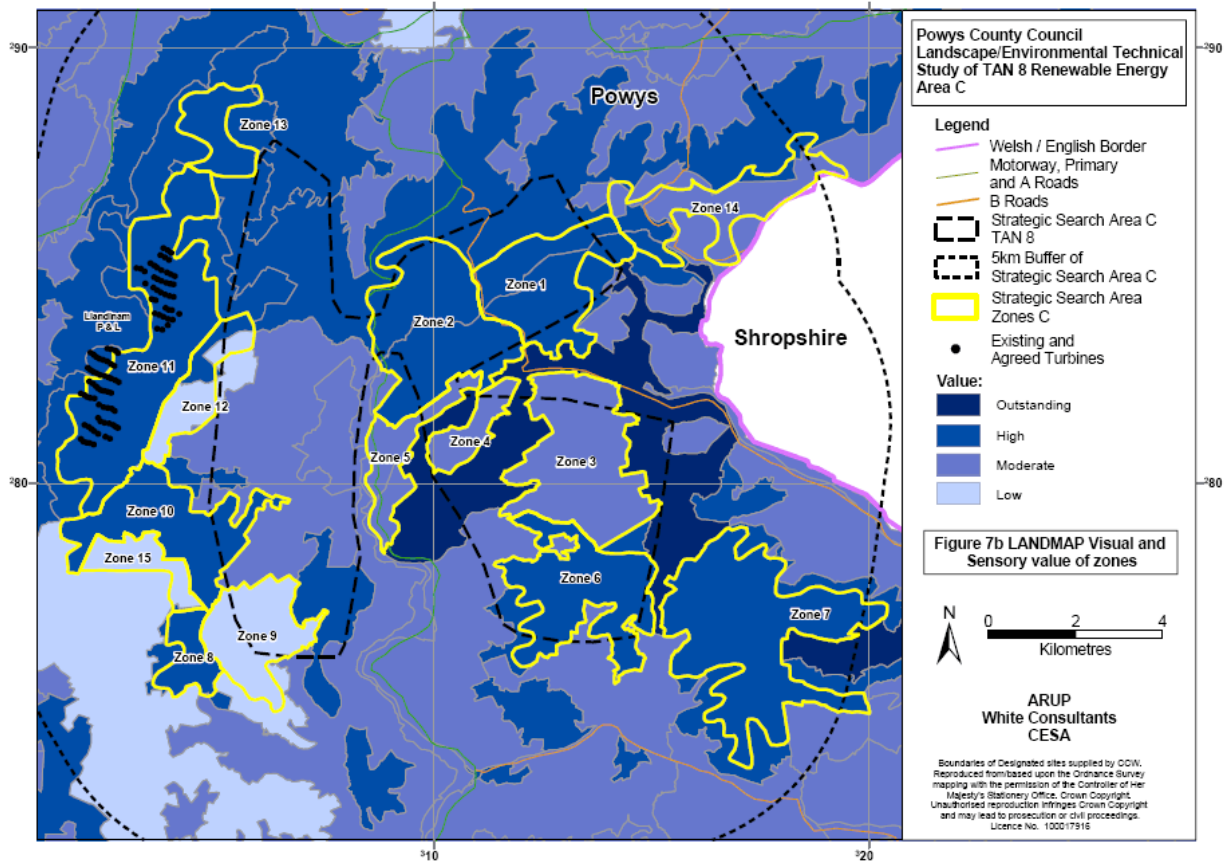 Powys County Council
Landscape/Environmental Technical
Study of TAN 8 Renewable Energy
Area C
Legend
Welsh / English Border
Motorway, Primary
and A Roads
B Roads
Strategic Search Area C
TAN 8
5km Buffer of
Strategic Search Area C
Strategic Search Area
Zones C
Existing and
Agreed Turbines
Value:
Outstanding
High
Moderate
Low
Figure 7b LANDMAP Visual and
Sensory value of zones
N
0 2 4
Kilometres
ARUP
White Consultants
CESA
Boundaries of Designated sites supplied by CCW.
Reproduced from/based upon the Ordnance Survey
mapping with the permission of the Controller of Her
Majesty's Stationery Office. Crown Copyright.
Unauthorised reproduction infringes Crown Copyright
and may lead to prosecution or civil proceedings.
Licence No. 100017916
²90
²90
Powys
Zone 13
Zone 14
Zone 1
Zone 2
Llandinam
P & L
Shropshire
Zone 11
Zone 12
Zone 4
Zone 5
Zone 3
²80
²80
Zone 10
Zone 15
Zone 6
Zone 7
Zone 9
Zone 8
³10
³20